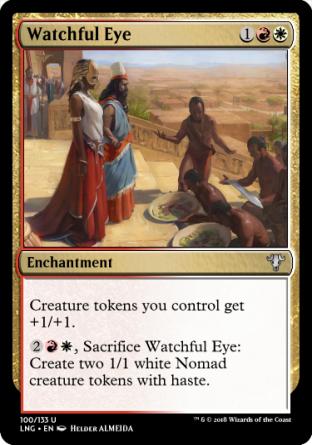 Watchful Eye 1
Enchantment
Creature tokens you control get
+1/+1.
2, Sacrifice Watchful Eye:
Create two 1/1 white Nomad
creature tokens with haste.
100/133 U
LNG • EN Helder ALMEIDA
™ & © 2018 Wizards of the Coast